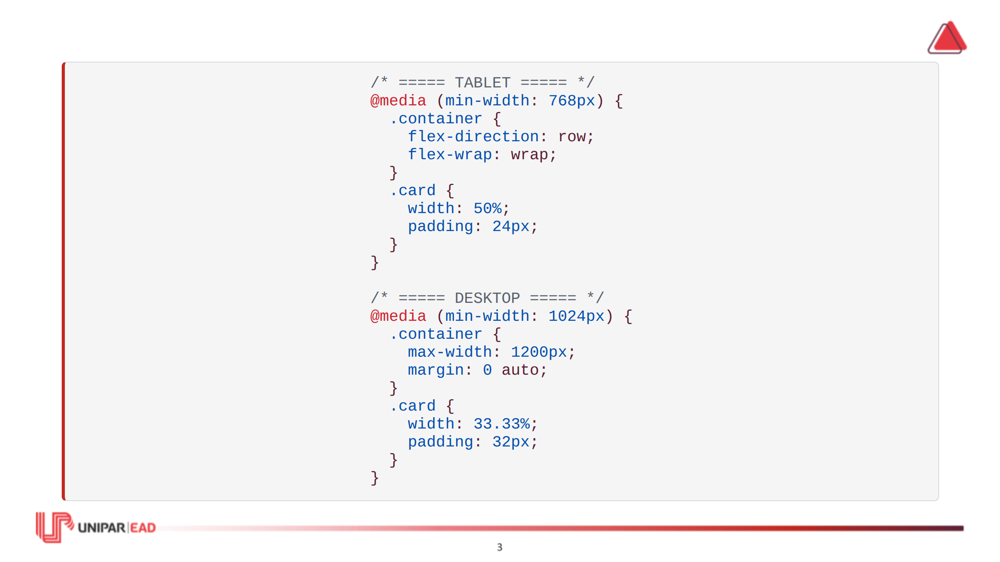 /* ===== TABLET ===== */
@media (min-width: 768px) {
  .container {
    flex-direction: row;
    flex-wrap: wrap;
  }
  .card {
    width: 50%;
    padding: 24px;
  }
}

/* ===== DESKTOP ===== */
@media (min-width: 1024px) {
  .container {
    max-width: 1200px;
    margin: 0 auto;
  }
  .card {
    width: 33.33%;
    padding: 32px;
  }
}
UNIPAR|EAD
3